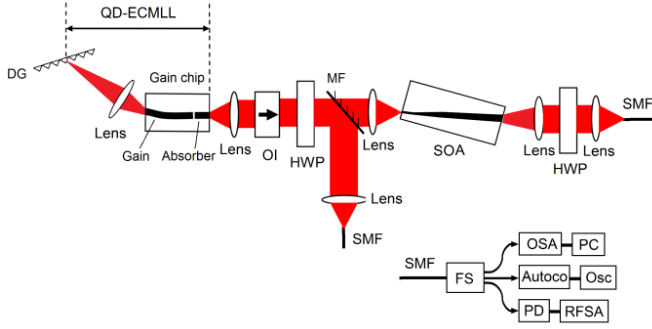 QD-ECMLL
DG
Gain chip
Lens
Gain
Absorber
Lens
OI
HWP
MF
Lens
SOA
Lens
HWP
Lens
SMF
Lens
SMF
SMF
FS
OSA
PC
Autoco
Osc
PD
RFSA